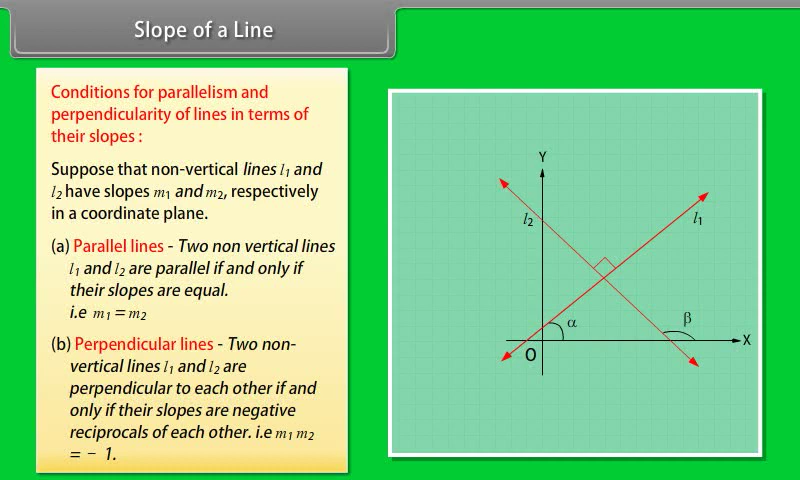 Slope of a Line
Conditions for parallelism and
perpendicularity of lines in terms of
their slopes :
Suppose that non-vertical lines l₁ and
l₂ have slopes m₁ and m₂, respectively
in a coordinate plane.
(a) Parallel lines - Two non vertical lines
l₁ and l₂ are parallel if and only if
their slopes are equal.
i.e m₁ = m₂
(b) Perpendicular lines - Two non-
vertical lines l₁ and l₂ are
perpendicular to each other if and
only if their slopes are negative
reciprocals of each other. i.e m₁ m₂
= − 1.
Y
l₂
l₁
α
β
X
O